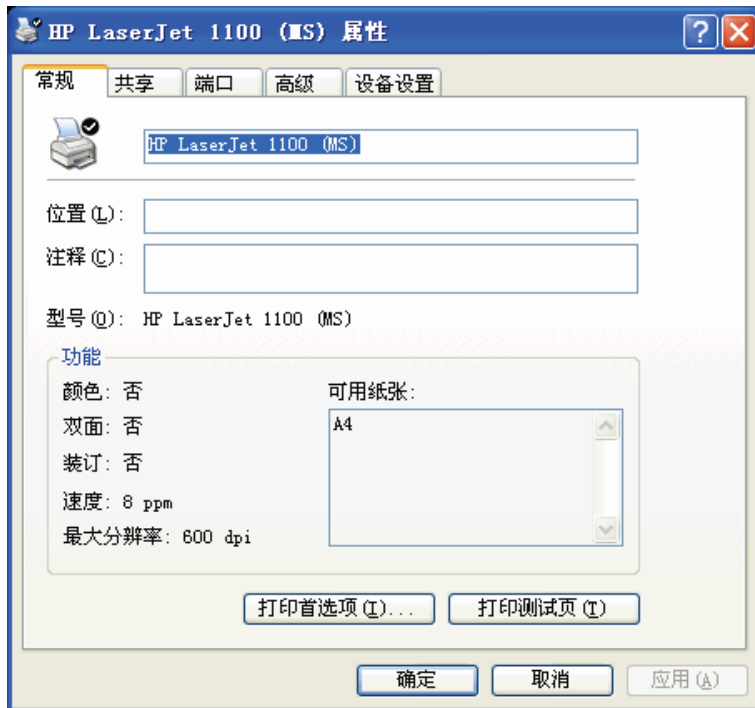 HP LaserJet 1100 (MS) 属性
常规 共享 端口 高级 设备设置
HP LaserJet 1100 (MS)
位置(L):
注释(C):
型号(O): HP LaserJet 1100 (MS)
功能
颜色: 否 可用纸张:
双面: 否 A4
装订: 否
速度: 8 ppm
最大分辨率: 600 dpi
打印首选项(I)... 打印测试页(T)
确定 取消 应用(A)